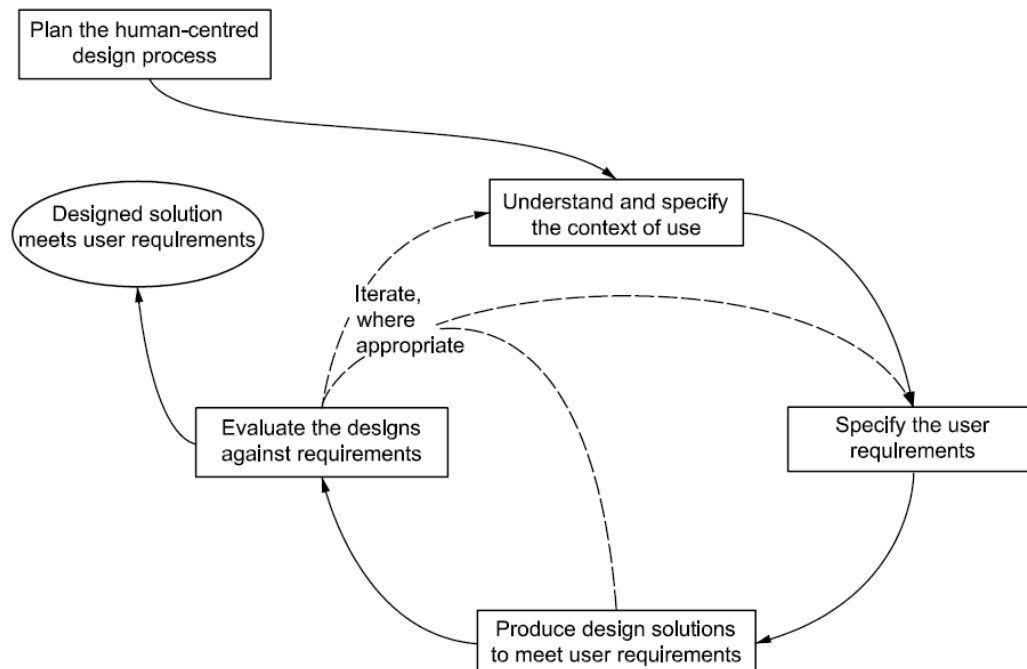 Plan the human-centred
design process
Understand and specify
the context of use
Designed solution
meets user requirements
Iterate,
where
appropriate
Evaluate the designs
against requirements
Specify the user
requirements
Produce design solutions
to meet user requirements